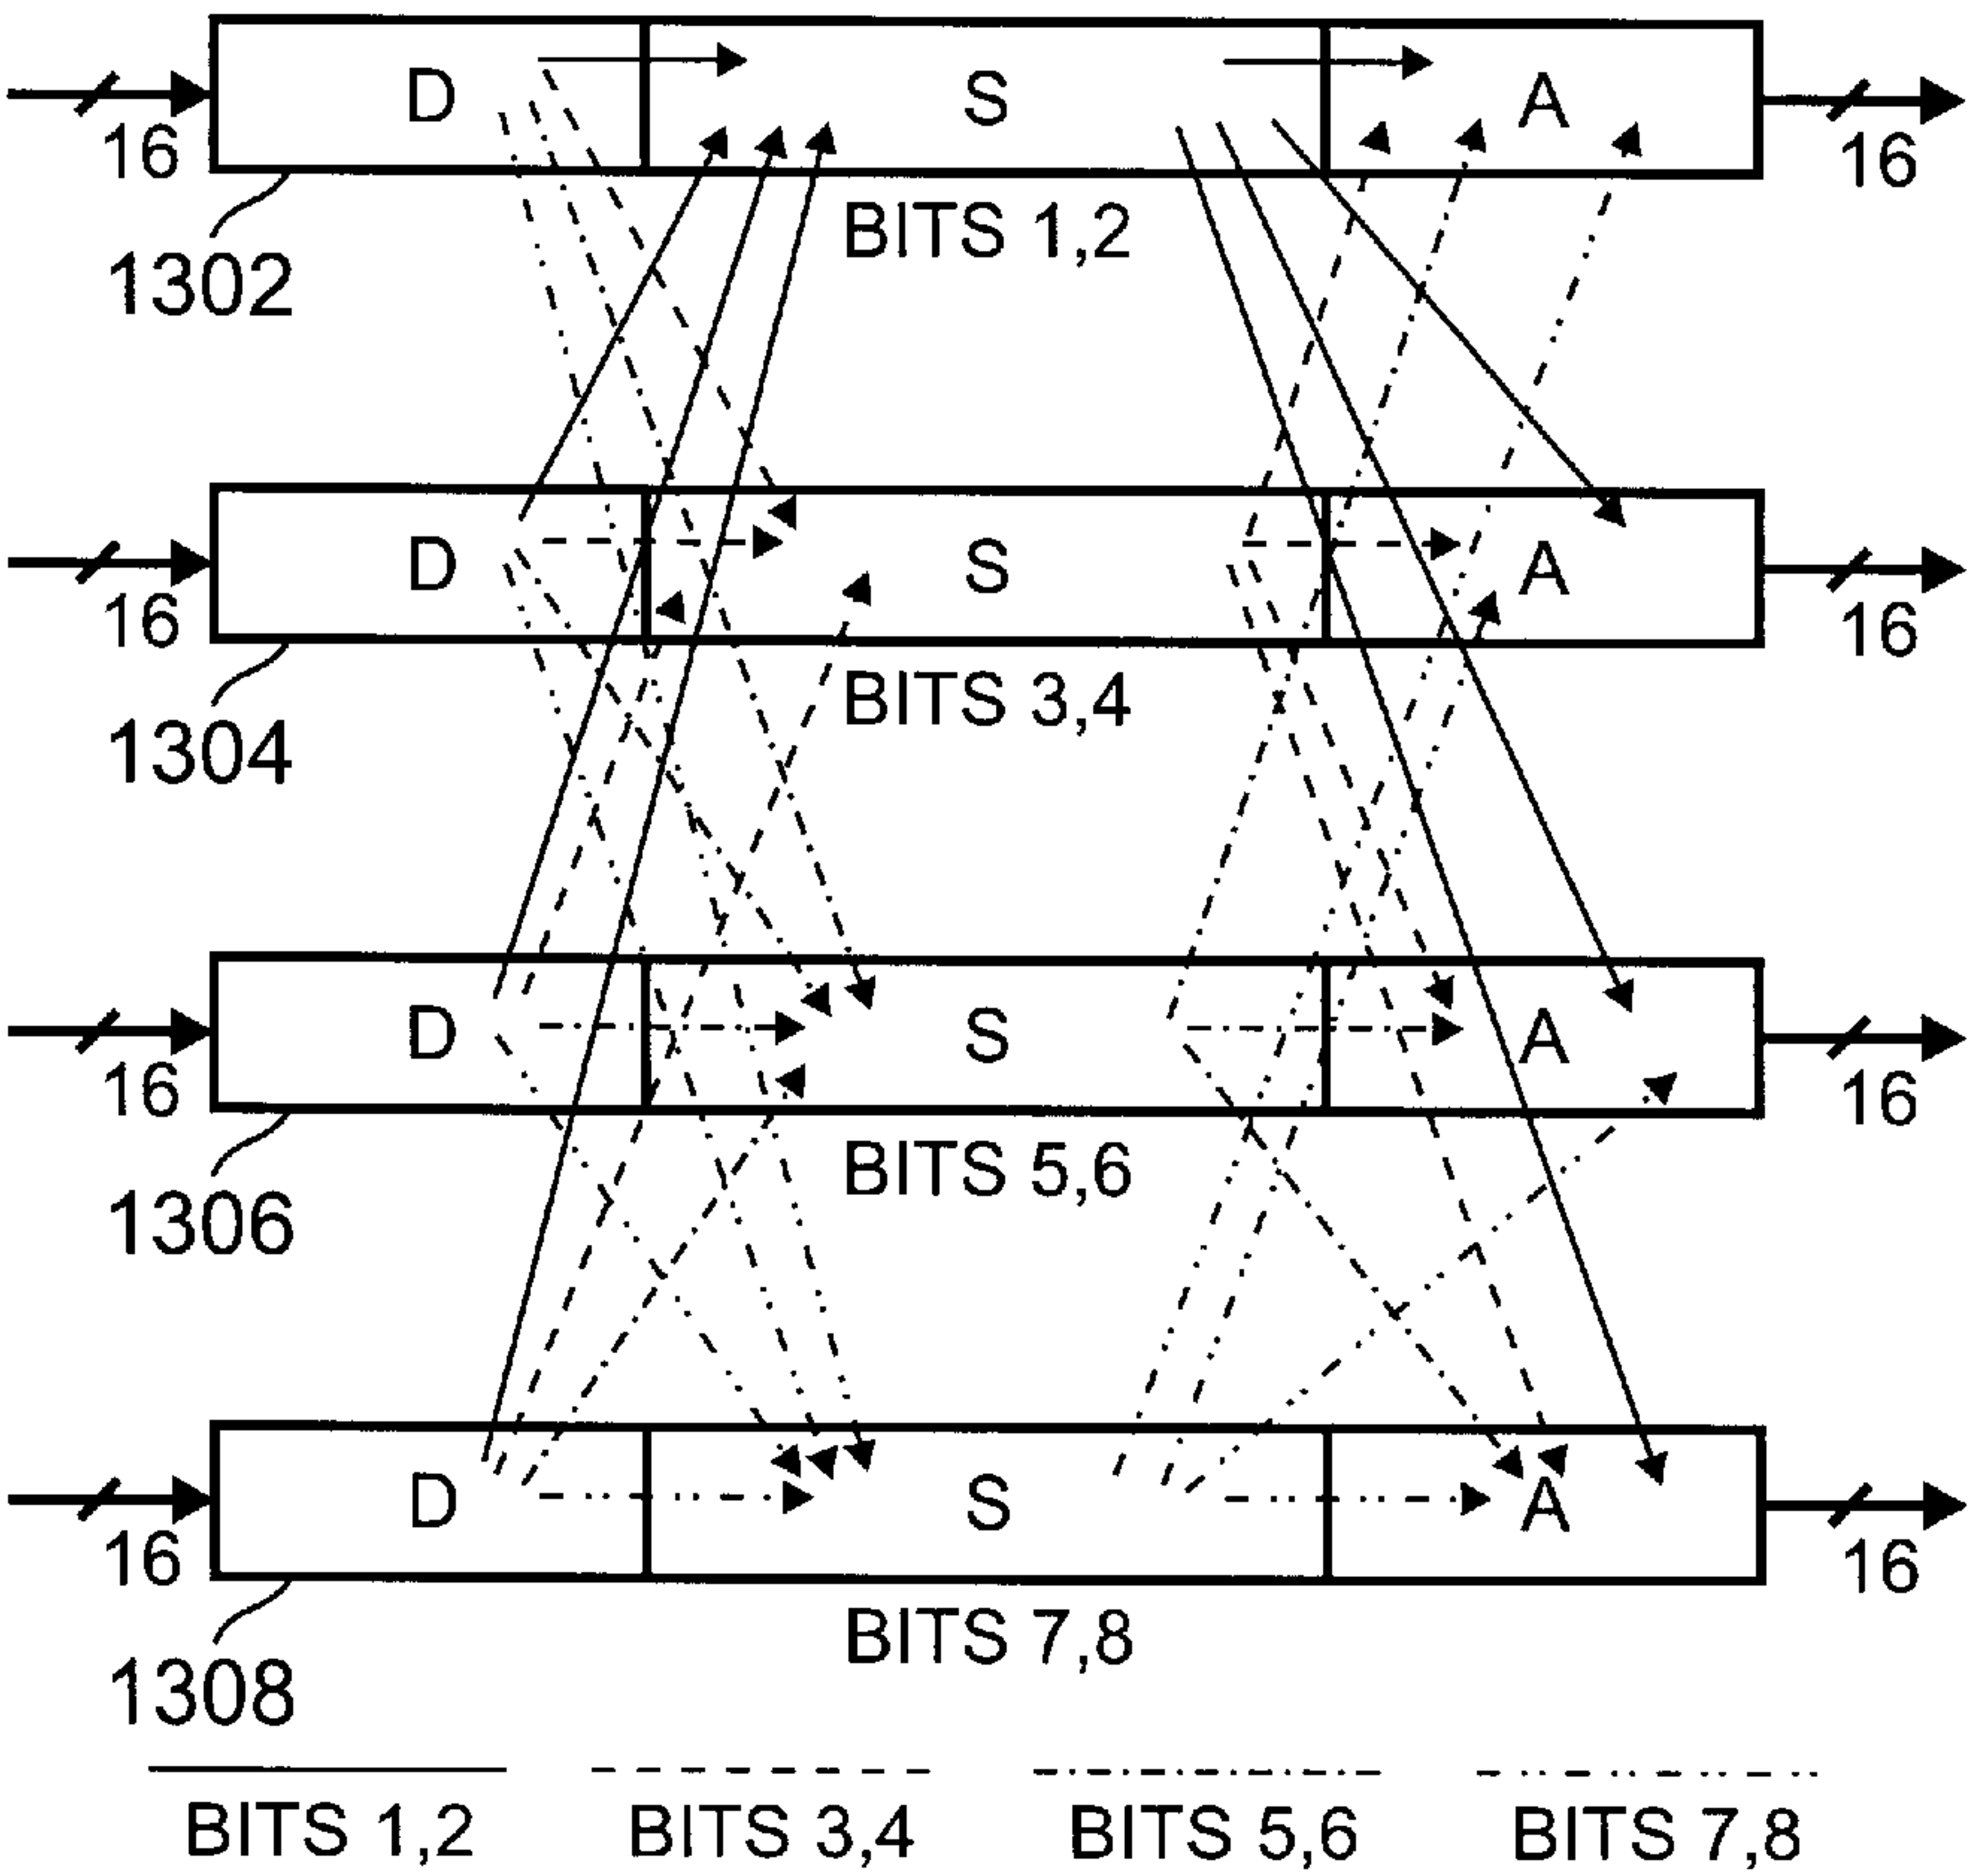 D S A
16 16
BITS 1,2
1302
D S A
16 16
BITS 3,4
1304
D S A
16 16
BITS 5,6
1306
D S A
16 16
BITS 7,8
1308
BITS 1,2 BITS 3,4 BITS 5,6 BITS 7,8